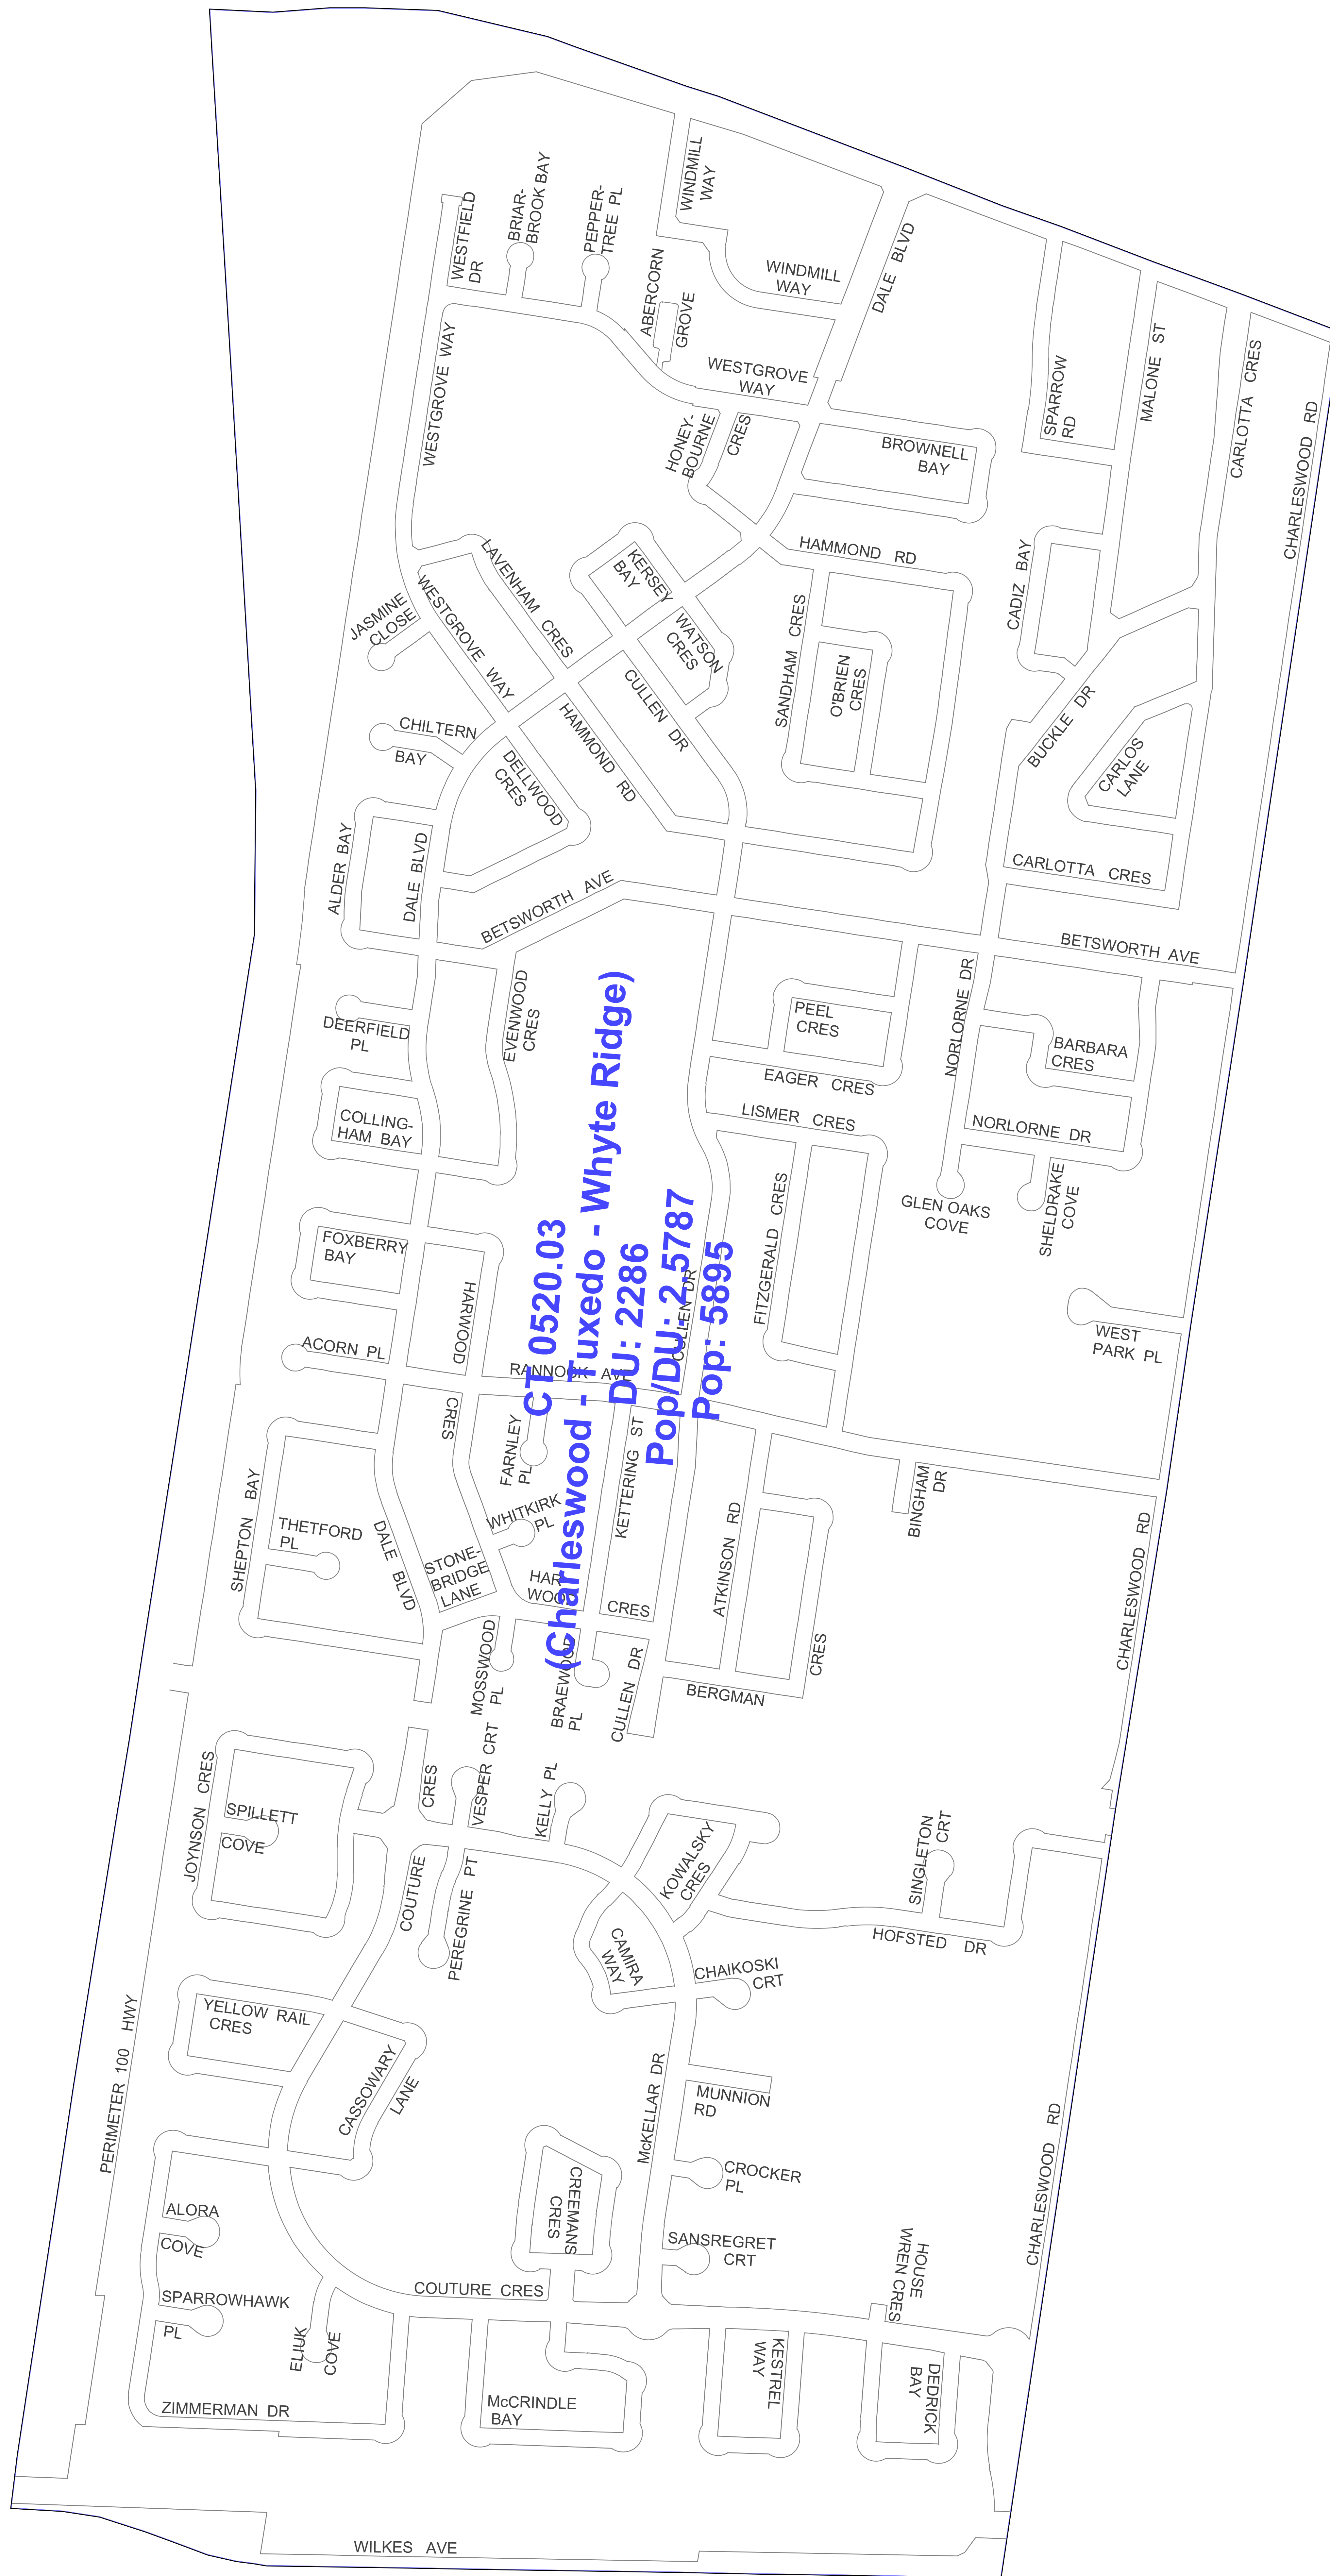 WINDMILL
WAY
BRIAR-
BROOK BAY
PEPPER-
TREE PL
WESTFIELD
DR
ABERCORN
GROVE
WINDMILL
WAY
DALE BLVD
WESTGROVE WAY
WESTGROVE
WAY
SPARROW
RD
MALONE ST
CARLOTTA CRES
CHARLESWOOD RD
HONEY-
BOURNE
CRES
BROWNELL
BAY
HAMMOND RD
LAVENHAM CRES
KERSEY
BAY
CADIZ BAY
JASMINE
CLOSE
WESTGROVE WAY
WATSON
CRES
SANDHAM CRES
O'BRIEN
CRES
CULLEN DR
BUCKLE DR
CHILTERN
BAY
HAMMOND RD
DELLWOOD
CRES
CARLOS
LANE
ALDER BAY
DALE BLVD
CARLOTTA CRES
BETSWORTH AVE
BETSWORTH AVE
EVENWOOD
CRES
NORLORNE DR
PEEL
CRES
DEERFIELD
PL
BARBARA
CRES
EAGER CRES
LISMER CRES
COLLING-
HAM BAY
NORLORNE DR
FITZGERALD CRES
GLEN OAKS
COVE
SHELDRAKE
COVE
FOXBERRY
BAY
CT 0520.03
(Charleswood - Tuxedo - Whyte Ridge)
DU: 2286
Pop/DU: 2.5787
Pop: 5895
HARWOOD
CRES
CULLEN DR
WEST
PARK PL
ACORN PL
RANNOCK AVE
FARNLEY
PL
KETTERING ST
BINGHAM
DR
SHEPTON BAY
THETFORD
PL
DALE BLVD
WHITKIRK
PL
ATKINSON RD
CHARLESWOOD RD
STONE-
BRIDGE
LANE
HAR-
WOOD
CRES
MOSSWOOD
PL
BRAEWOOD
PL
CULLEN DR
BERGMAN
CRES
JOYNSON CRES
CRES
VESPER CRT
KELLY PL
SPILLETT
COVE
KOWALSKY
CRES
SINGLETON
CRT
COUTURE
PEREGRINE PT
HOFSTED DR
CAMIRA
WAY
CHAIKOSKI
CRT
YELLOW RAIL
CRES
PERIMETER 100 HWY
CASSOWARY
LANE
McKELLAR DR
MUNNION
RD
CHARLESWOOD RD
CROCKER
PL
CREEMANS
CRES
ALORA
COVE
SANSREGRET
CRT
HOUSE
WREN CRES
COUTURE CRES
SPARROWHAWK
PL
ELIUK
COVE
KESTREL
WAY
DEDRICK
BAY
ZIMMERMAN DR
McCRINDLE
BAY
WILKES AVE